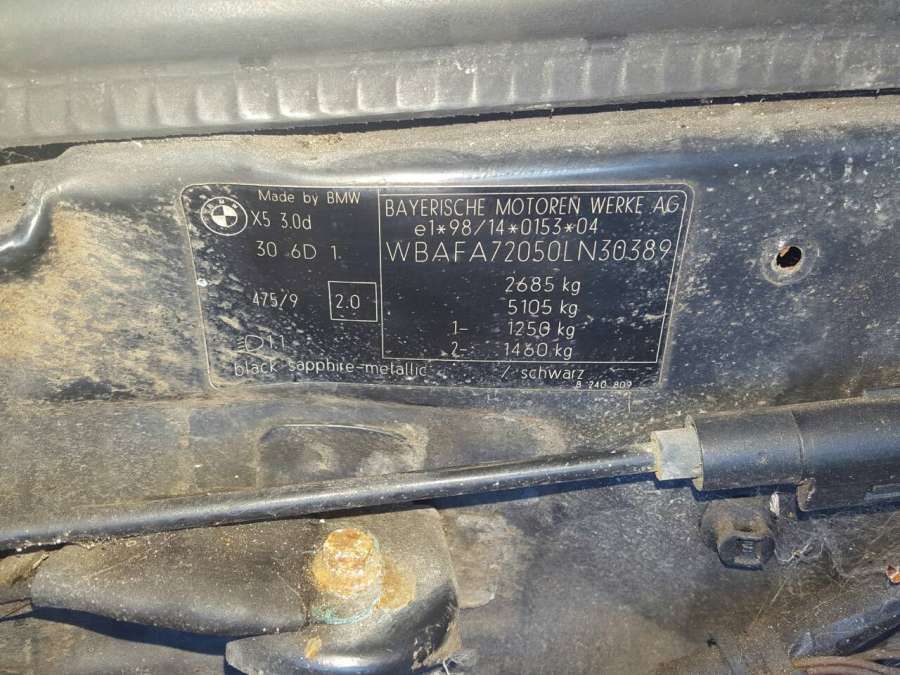 Made by BMW
X5 3.0d
30 6D 1
475/9
2.0
BAYERISCHE MOTOREN WERKE AG
e1*98/14*0153*04
WBAFA72050LN30389
2685 kg
5105 kg
1- 1250 kg
2- 1460 kg
011
black-sapphire-metallic / schwarz
8 240 809